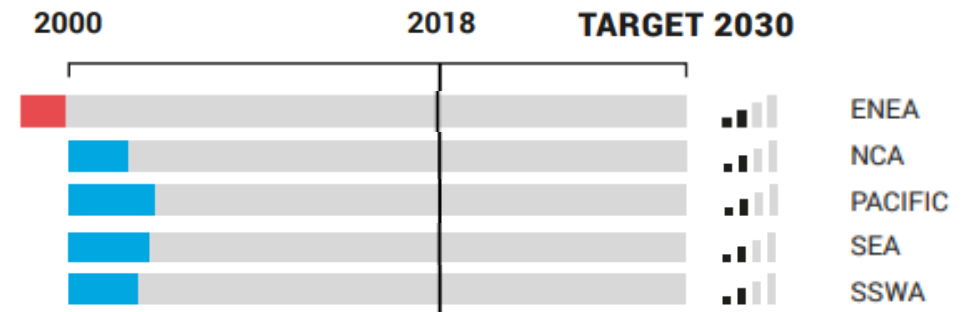 2000 2018 TARGET 2030
ENEA
NCA
PACIFIC
SEA
SSWA